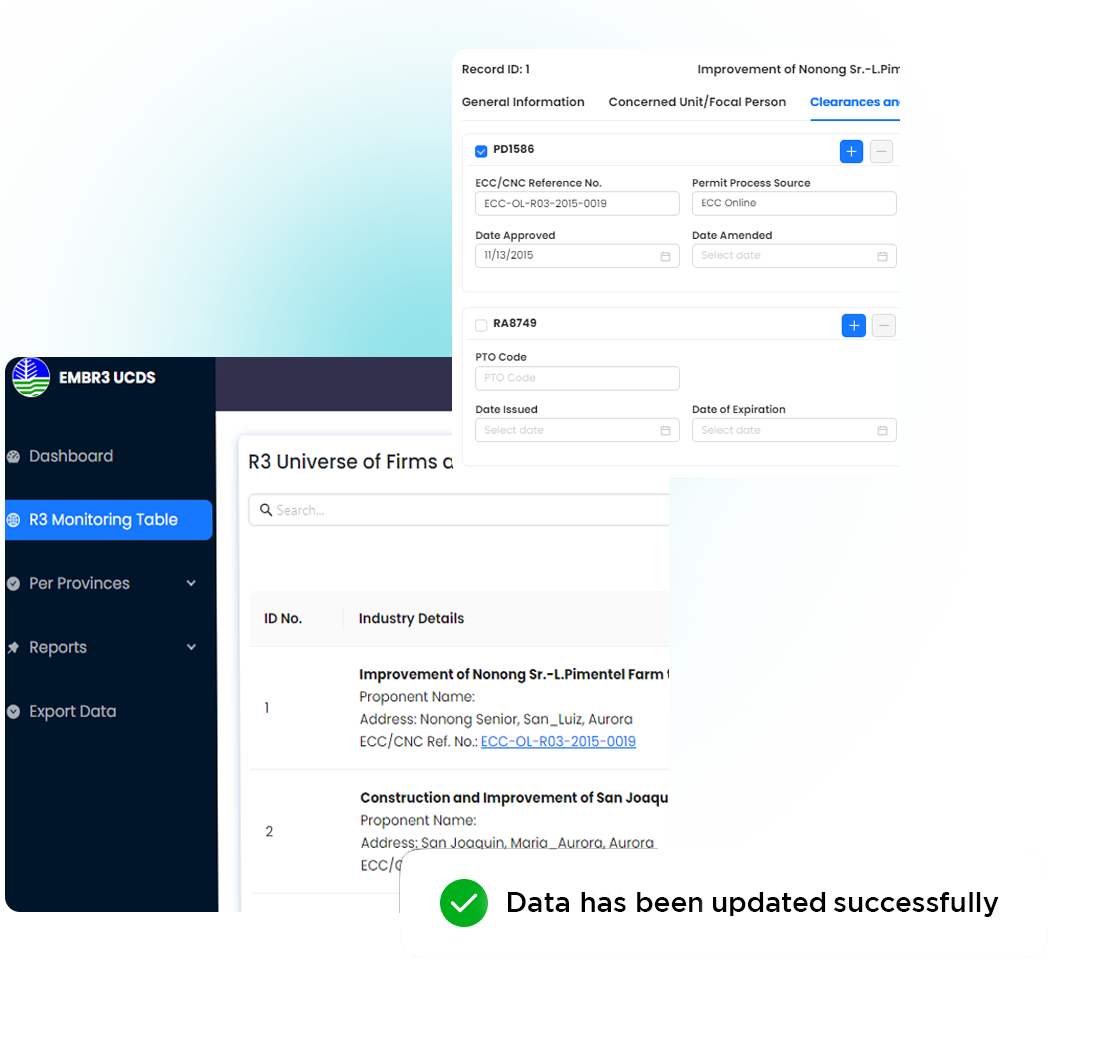 Record ID: 1 Improvement of Nonong Sr.-L.Pim
General Information Concerned Unit/Focal Person Clearances an
PD1586
ECC/CNC Reference No. Permit Process Source
ECC-OL-R03-2015-0019 ECC Online
Date Approved Date Amended
11/13/2015 Select date
RA8749
PTO Code
PTO Code
Date Issued Date of Expiration
Select date Select date
EMBR3 UCDS
Dashboard
R3 Monitoring Table
Per Provinces
Reports
Export Data
R3 Universe of Firms
Search...
ID No. Industry Details
1
Improvement of Nonong Sr.-L.Pimentel Farm
Proponent Name:
Address: Nonong Senior, San_Luiz, Aurora
ECC/CNC Ref. No.: ECC-OL-R03-2015-0019
2
Construction and Improvement of San Joaqu
Proponent Name:
Address: San Joaquin, Maria_Aurora, Aurora
ECC/C
Data has been updated successfully